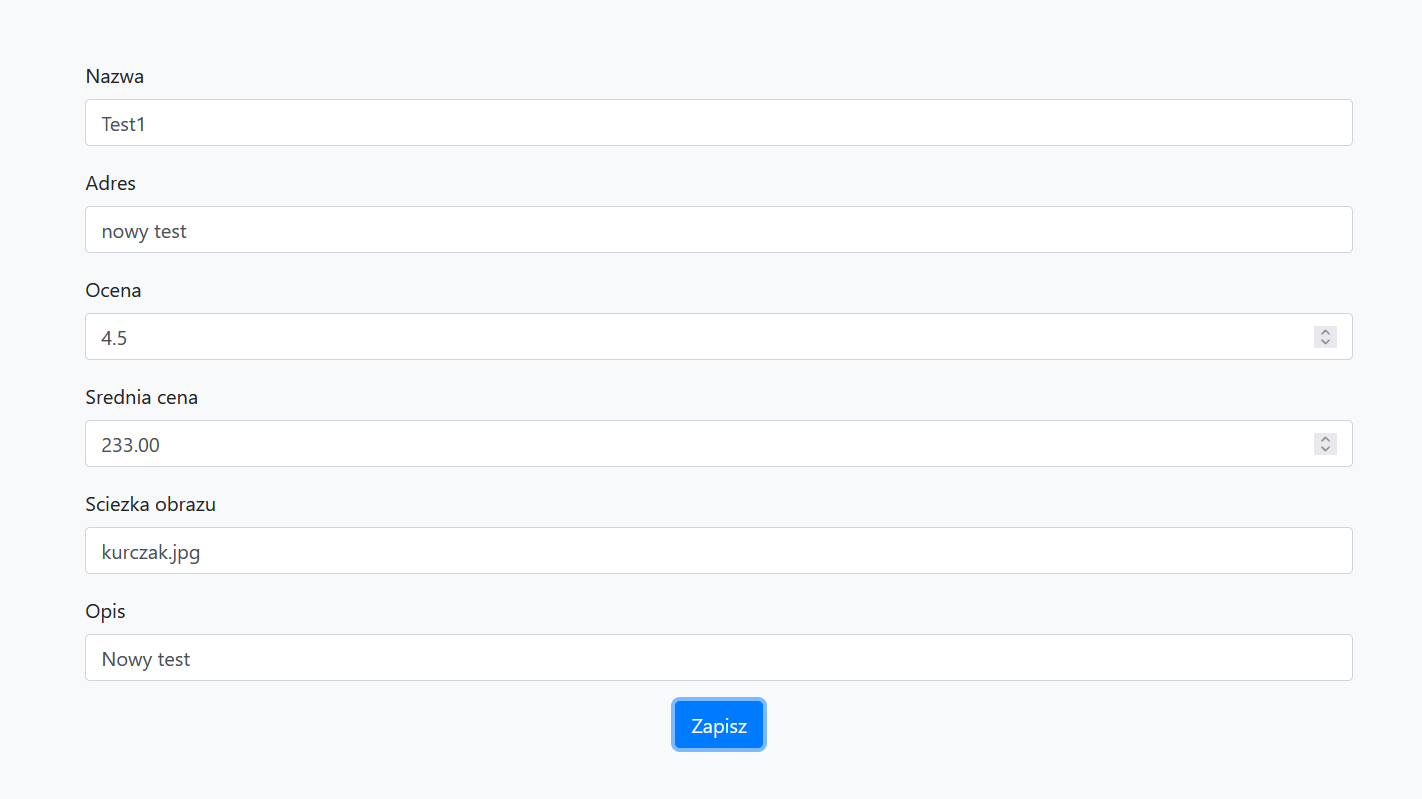 Nazwa
Test1
Adres
nowy test
Ocena
4.5
Srednia cena
233.00
Sciezka obrazu
kurczak.jpg
Opis
Nowy test
Zapisz